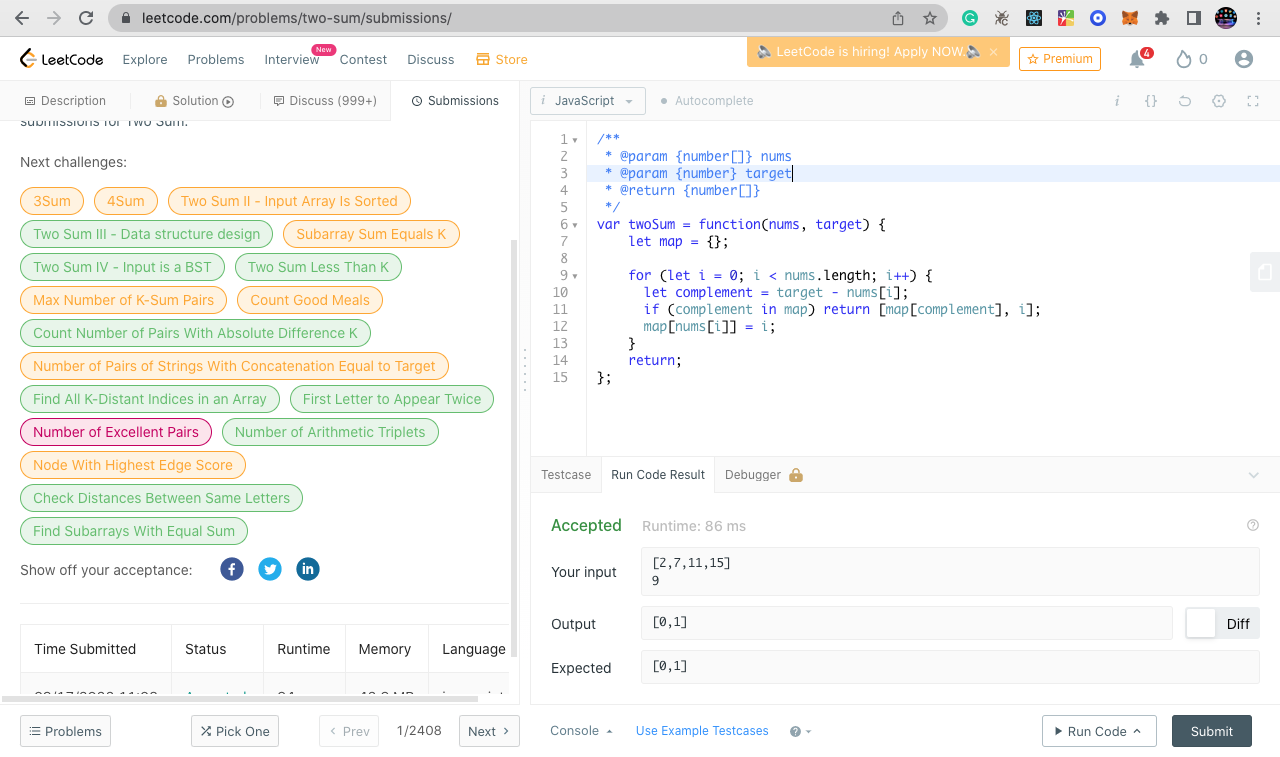 leetcode.com/problems/two-sum/submissions/
LeetCode
Explore
Problems
Interview
New
Contest
Discuss
Store
🔈 LeetCode is hiring! Apply NOW.🔈 ×
Premium
4
0
Description
Solution
Discuss (999+)
Submissions
i JavaScript
Autocomplete
i
{}
submissions for Two Sum.
Next challenges:
3Sum
4Sum
Two Sum II - Input Array Is Sorted
Two Sum III - Data structure design
Subarray Sum Equals K
Two Sum IV - Input is a BST
Two Sum Less Than K
Max Number of K-Sum Pairs
Count Good Meals
Count Number of Pairs With Absolute Difference K
Number of Pairs of Strings With Concatenation Equal to Target
Find All K-Distant Indices in an Array
First Letter to Appear Twice
Number of Excellent Pairs
Number of Arithmetic Triplets
Node With Highest Edge Score
Check Distances Between Same Letters
Find Subarrays With Equal Sum
Show off your acceptance:
Time Submitted
Status
Runtime
Memory
Language
1 /**
2  * @param {number[]} nums
3  * @param {number} target
4  * @return {number[]}
5  */
6 var twoSum = function(nums, target) {
7     let map = {};
8
9     for (let i = 0; i < nums.length; i++) {
10       let complement = target - nums[i];
11       if (complement in map) return [map[complement], i];
12       map[nums[i]] = i;
13     }
14     return;
15 };
Testcase
Run Code Result
Debugger
Accepted
Runtime: 86 ms
Your input
[2,7,11,15]
9
Output
[0,1]
Diff
Expected
[0,1]
Problems
Pick One
Prev
1/2408
Next
Console
Use Example Testcases
Run Code
Submit